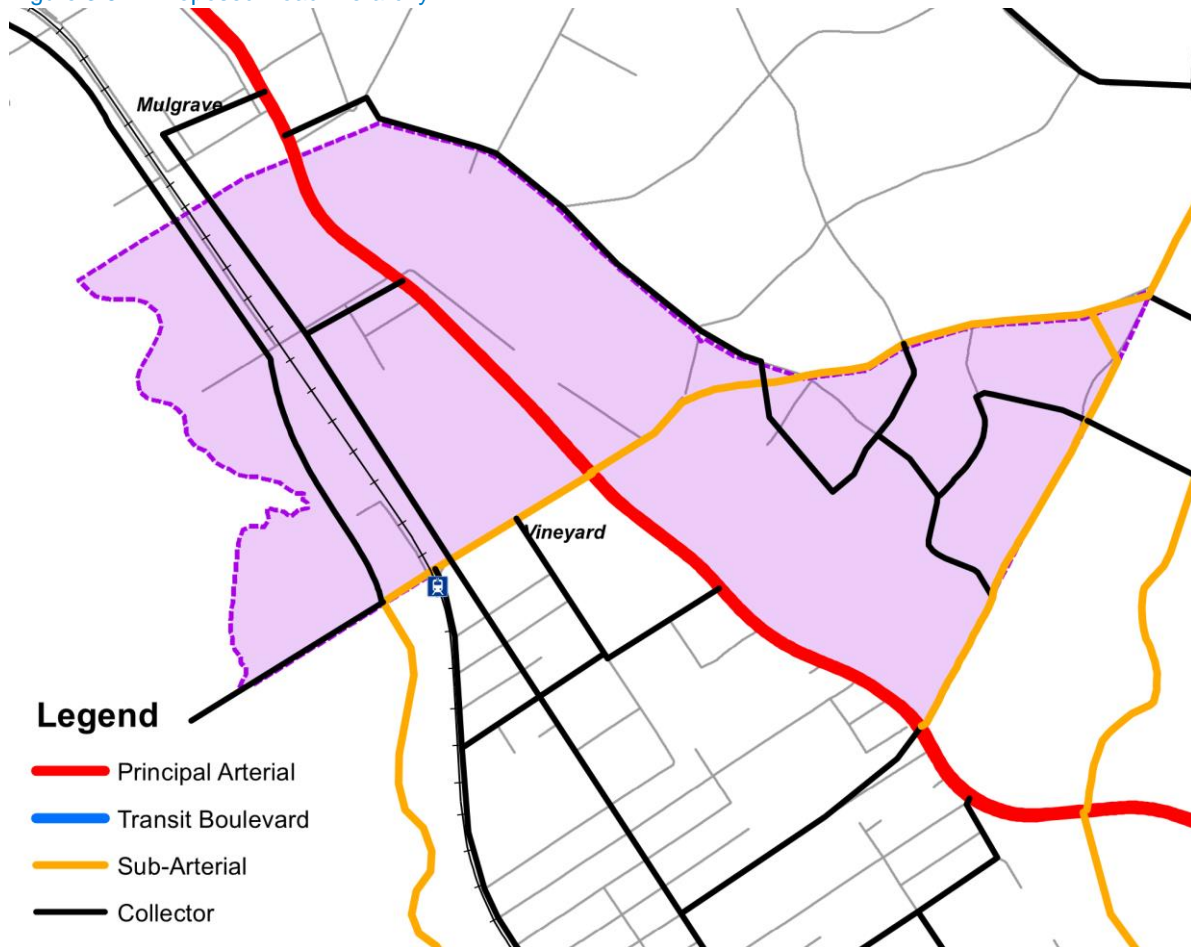 Mulgrave
Vineyard
Legend
Principal Arterial
Transit Boulevard
Sub-Arterial
Collector